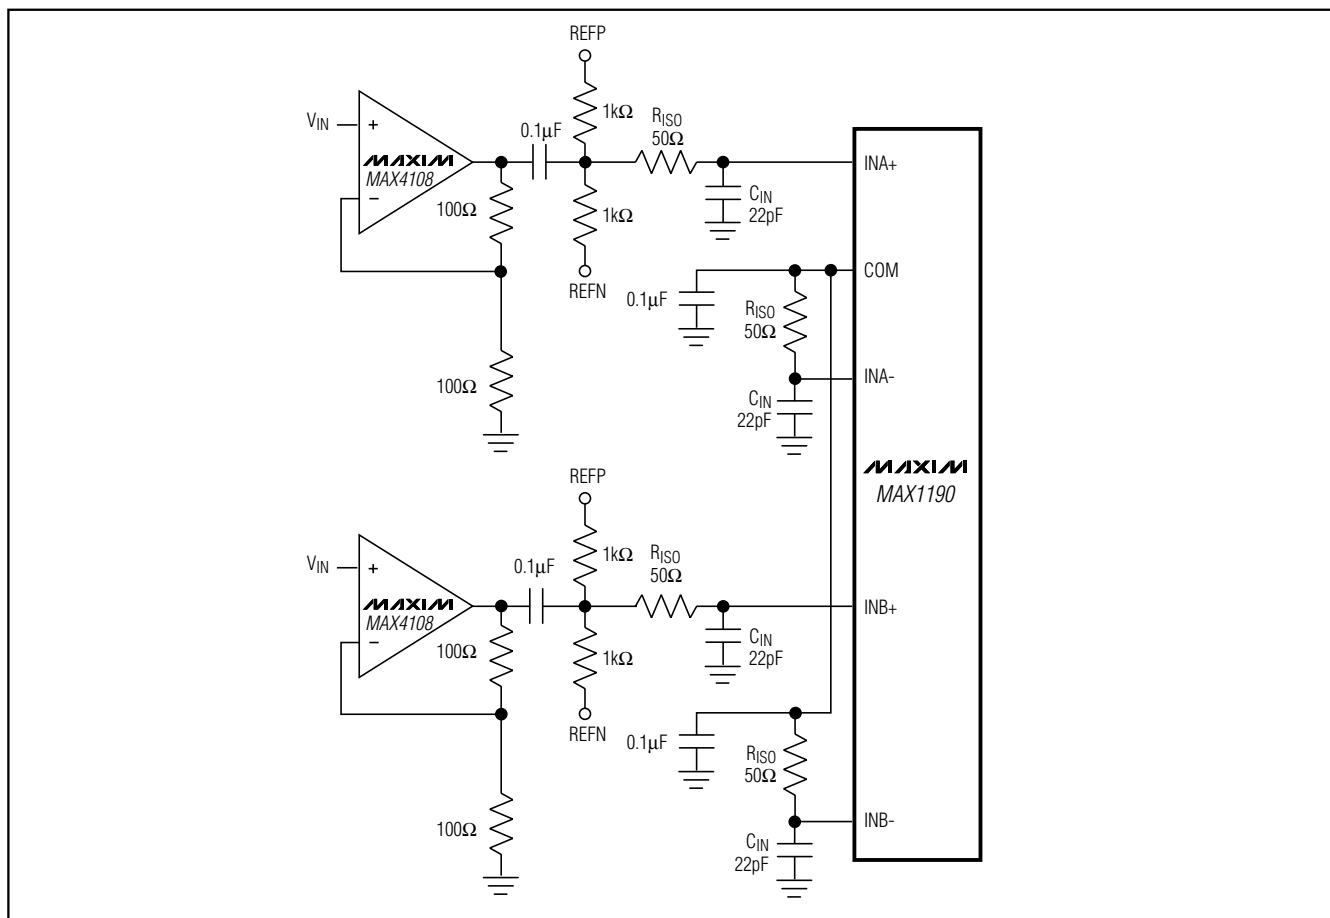 REFP
1kΩ
VIN
+
0.1µF
RISO
50Ω
MAXIM
MAX4108
INA+
−
100Ω
1kΩ
CIN
22pF
REFN
COM
0.1µF
RISO
50Ω
100Ω
INA-
CIN
22pF
MAXIM
MAX1190
REFP
1kΩ
VIN
+
0.1µF
RISO
50Ω
MAXIM
MAX4108
INB+
−
100Ω
1kΩ
CIN
22pF
REFN
0.1µF
RISO
50Ω
100Ω
INB-
CIN
22pF